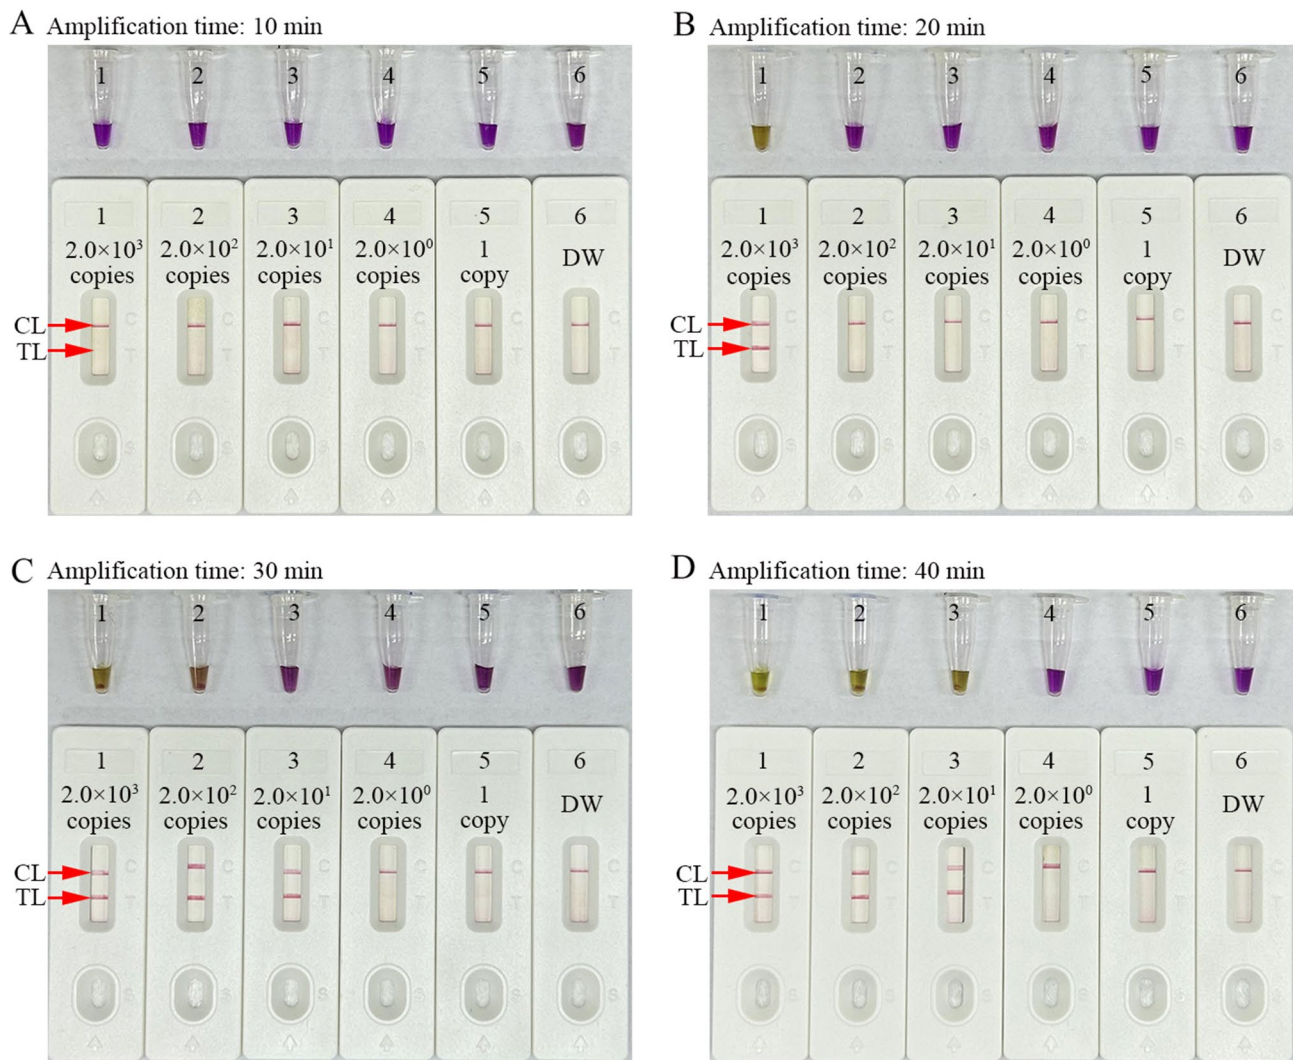 A Amplification time: 10 min
1 2 3 4 5 6
1 2 3 4 5 6
2.0×10³ 2.0×10² 2.0×10¹ 2.0×10⁰ 1 DW
copies copies copies copies copy
CL C C C C C
TL T T T T T
S S S S S
B Amplification time: 20 min
1 2 3 4 5 6
1 2 3 4 5 6
2.0×10³ 2.0×10² 2.0×10¹ 2.0×10⁰ 1 DW
copies copies copies copies copy
CL C C C C C C
TL T T T T T T
S S S S S S
C Amplification time: 30 min
1 2 3 4 5 6
1 2 3 4 5 6
2.0×10³ 2.0×10² 2.0×10¹ 2.0×10⁰ 1 DW
copies copies copies copies copy
CL C C C C C C
TL T T T T T T
S S S S S S
D Amplification time: 40 min
1 2 3 4 5 6
1 2 3 4 5 6
2.0×10³ 2.0×10² 2.0×10¹ 2.0×10⁰ 1 DW
copies copies copies copies copy
CL C C C C C C
TL T T T T T T
S S S S S S